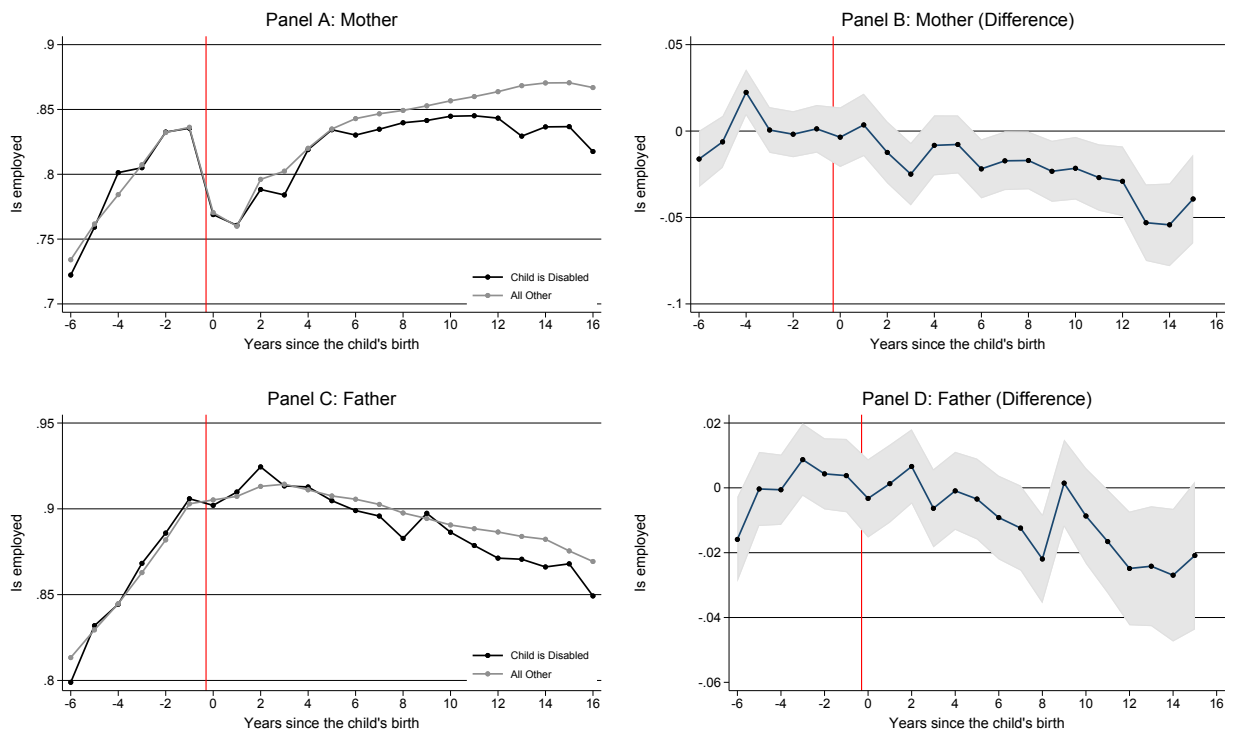 Panel A: Mother
.9
.85
.8
.75
.7
Is employed
Child is Disabled
All Other
-6 -4 -2 0 2 4 6 8 10 12 14 16
Years since the child's birth
Panel B: Mother (Difference)
.05
0
-.05
-.1
Is employed
-6 -4 -2 0 2 4 6 8 10 12 14 16
Years since the child's birth
Panel C: Father
.95
.9
.85
.8
Is employed
Child is Disabled
All Other
-6 -4 -2 0 2 4 6 8 10 12 14 16
Years since the child's birth
Panel D: Father (Difference)
.02
0
-.02
-.04
-.06
Is employed
-6 -4 -2 0 2 4 6 8 10 12 14 16
Years since the child's birth